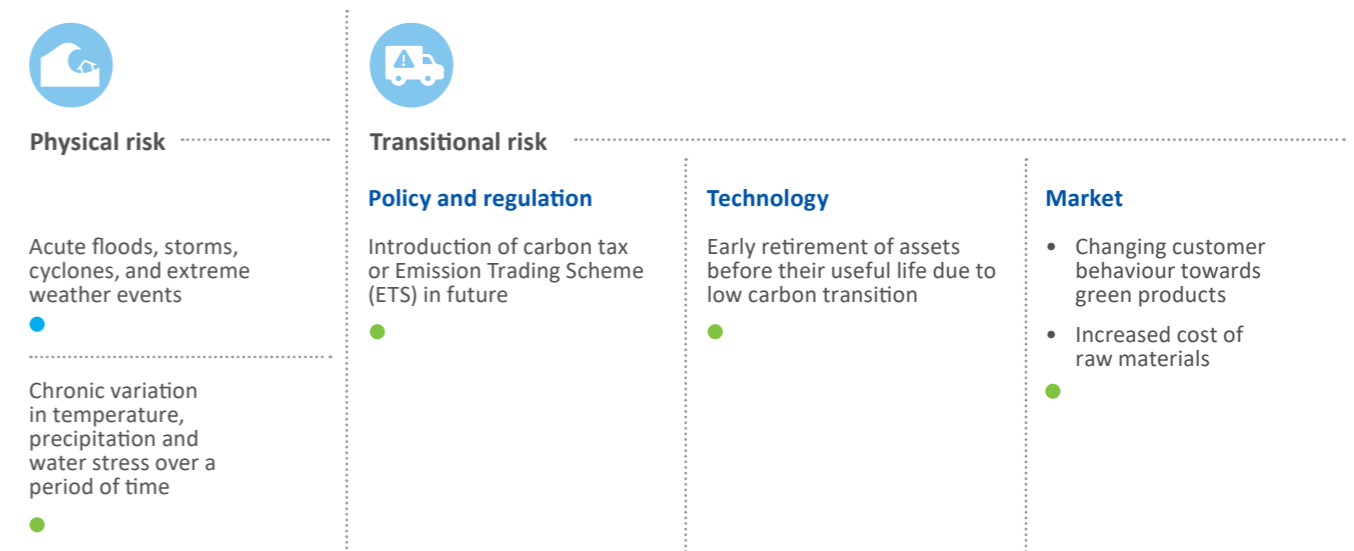 Physical risk
Acute floods, storms,
cyclones, and extreme
weather events
Chronic variation
in temperature,
precipitation and
water stress over a
period of time
Transitional risk
Policy and regulation
Introduction of carbon tax
or Emission Trading Scheme
(ETS) in future
Technology
Early retirement of assets
before their useful life due to
low carbon transition
Market
• Changing customer
behaviour towards
green products
• Increased cost of
raw materials